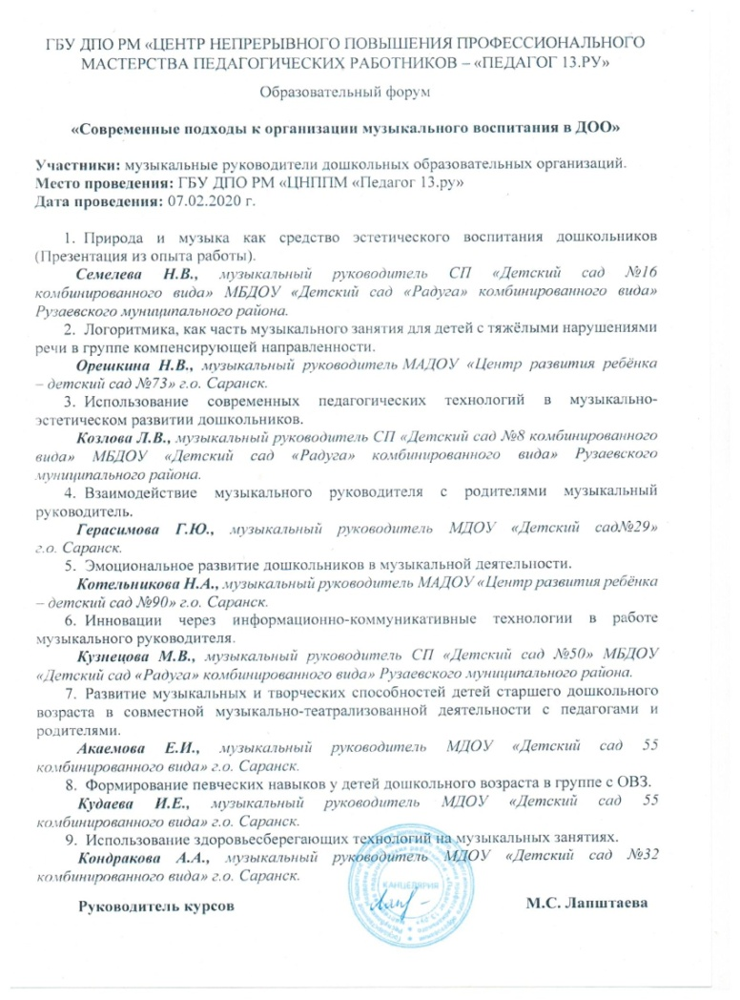 ГБУ ДПО РМ «ЦЕНТР НЕПРЕРЫВНОГО ПОВЫШЕНИЯ ПРОФЕССИОНАЛЬНОГО
МАСТЕРСТВА ПЕДАГОГИЧЕСКИХ РАБОТНИКОВ – «ПЕДАГОГ 13.РУ»
Образовательный форум
«Современные подходы к организации музыкального воспитания в ДОО»
Участники: музыкальные руководители дошкольных образовательных организаций.
Место проведения: ГБУ ДПО РМ «ЦНППМ «Педагог 13.ру»
Дата проведения: 07.02.2020 г.
1. Природа и музыка как средство эстетического воспитания дошкольников
(Презентация из опыта работы).
Семелева Н.В., музыкальный руководитель СП «Детский сад №16
комбинированного вида» МБДОУ «Детский сад «Радуга» комбинированного вида»
Рузаевского муниципального района.
2. Логоритмика, как часть музыкального занятия для детей с тяжёлыми нарушениями
речи в группе компенсирующей направленности.
Орешкина Н.В., музыкальный руководитель МАДОУ «Центр развития ребёнка
– детский сад №73» г.о. Саранск.
3. Использование современных педагогических технологий в музыкально-
эстетическом развитии дошкольников.
Козлова Л.В., музыкальный руководитель СП «Детский сад №8 комбинированного
вида» МБДОУ «Детский сад «Радуга» комбинированного вида» Рузаевского
муниципального района.
4. Взаимодействие музыкального руководителя с родителями музыкальный
руководитель.
Герасимова Г.Ю., музыкальный руководитель МДОУ «Детский сад№29»
г.о. Саранск.
5. Эмоциональное развитие дошкольников в музыкальной деятельности.
Котельникова Н.А., музыкальный руководитель МАДОУ «Центр развития ребёнка
– детский сад №90» г.о. Саранск.
6. Инновации через информационно-коммуникативные технологии в работе
музыкального руководителя.
Кузнецова М.В., музыкальный руководитель СП «Детский сад №50» МБДОУ
«Детский сад «Радуга» комбинированного вида» Рузаевского муниципального района.
7. Развитие музыкальных и творческих способностей детей старшего дошкольного
возраста в совместной музыкально-театрализованной деятельности с педагогами и
родителями.
Акаемова Е.И., музыкальный руководитель МДОУ «Детский сад 55
комбинированного вида» г.о. Саранск.
8. Формирование певческих навыков у детей дошкольного возраста в группе с ОВЗ.
Кудаева И.Е., музыкальный руководитель МДОУ «Детский сад 55
комбинированного вида» г.о. Саранск.
9. Использование здоровьесберегающих технологий на музыкальных занятиях.
Кондракова А.А., музыкальный руководитель МДОУ «Детский сад №32
комбинированного вида» г.о. Саранск.
КАНЦЕЛЯРИЯ
Руководитель курсов М.С. Лапштаева